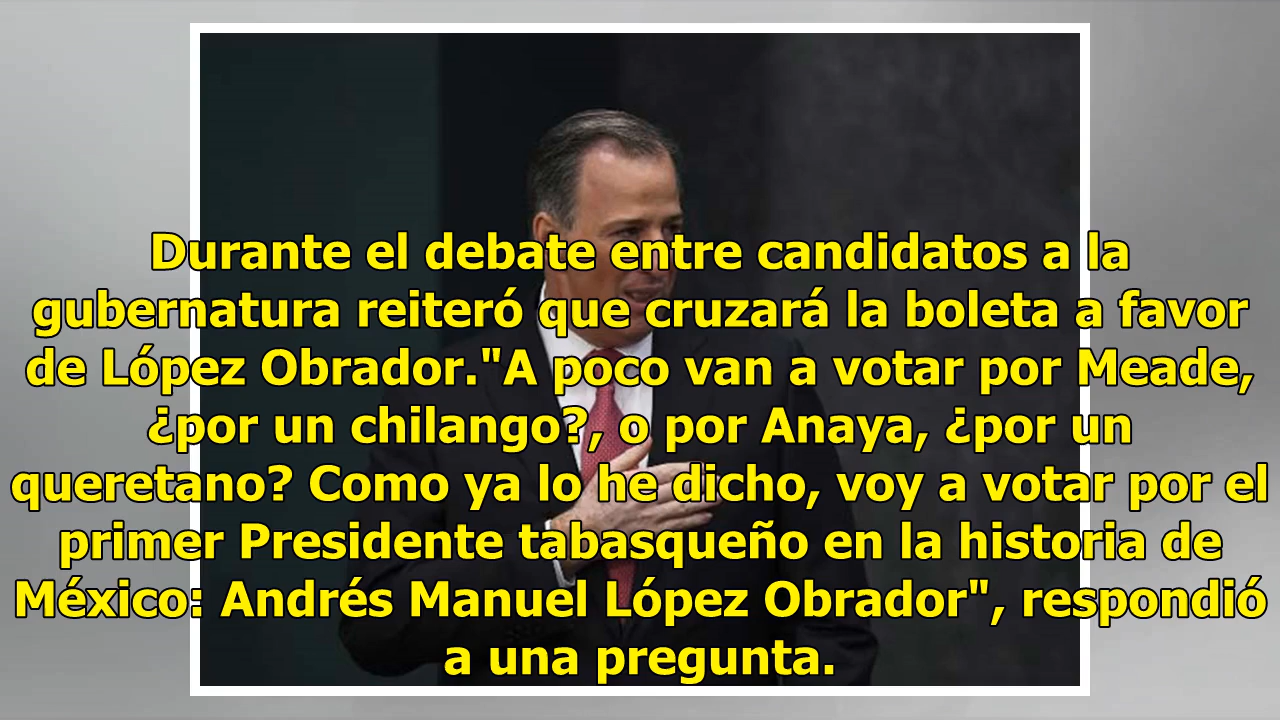 Durante el debate entre candidatos a la
gubernatura reiteró que cruzará la boleta a favor
de López Obrador."A poco van a votar por Meade,
¿por un chilango?, o por Anaya, ¿por un
queretano? Como ya lo he dicho, voy a votar por el
primer Presidente tabasqueño en la historia de
México: Andrés Manuel López Obrador", respondió
a una pregunta.